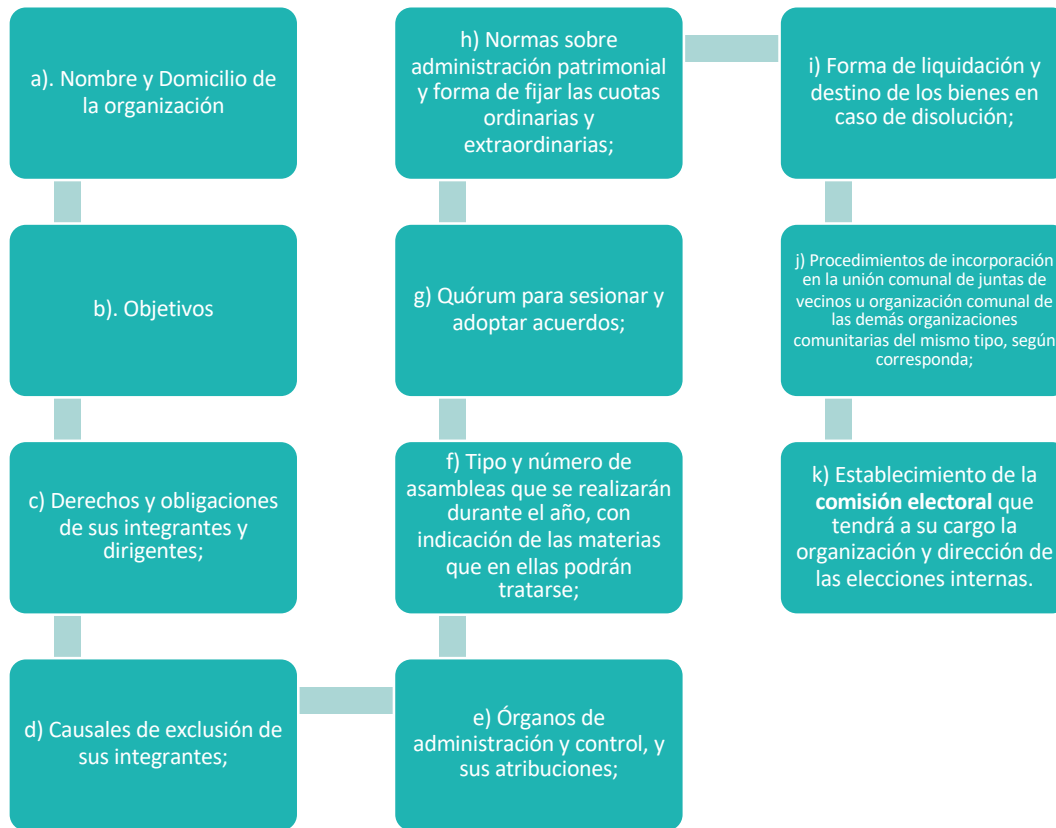 a). Nombre y Domicilio de
la organización
b). Objetivos
c) Derechos y obligaciones
de sus integrantes y
dirigentes;
d) Causales de exclusión de
sus integrantes;
e) Órganos de
administración y control, y
sus atribuciones;
f) Tipo y número de
asambleas que se realizarán
durante el año, con
indicación de las materias
que en ellas podrán
tratarse;
g) Quórum para sesionar y
adoptar acuerdos;
h) Normas sobre
administración patrimonial
y forma de fijar las cuotas
ordinarias y
extraordinarias;
i) Forma de liquidación y
destino de los bienes en
caso de disolución;
j) Procedimientos de incorporación
en la unión comunal de juntas de
vecinos u organización comunal de
las demás organizaciones
comunitarias del mismo tipo, según
corresponda;
k) Establecimiento de la
comisión electoral que
tendrá a su cargo la
organización y dirección de
las elecciones internas.